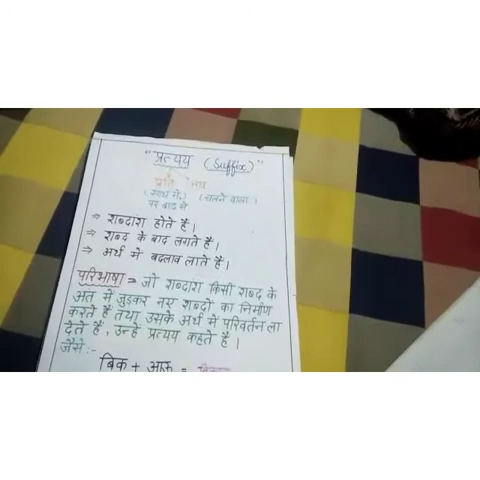 "प्रत्यय (Suffix)"
प्रति अय
(साथ में, (चलने वाला)
पर बाद में
⇒ शब्दांश होते हैं।
⇒ शब्द के बाद लगते हैं।
⇒ अर्थ में बदलाव लाते हैं।
परिभाषा ⇒ जो शब्दांश किसी शब्द के
अंत में जुड़कर नए शब्दों का निर्माण
करते हैं तथा उसके अर्थ में परिवर्तन ला
देते हैं, उन्हें प्रत्यय कहते हैं।
जैसे:-
बिक + आऊ =